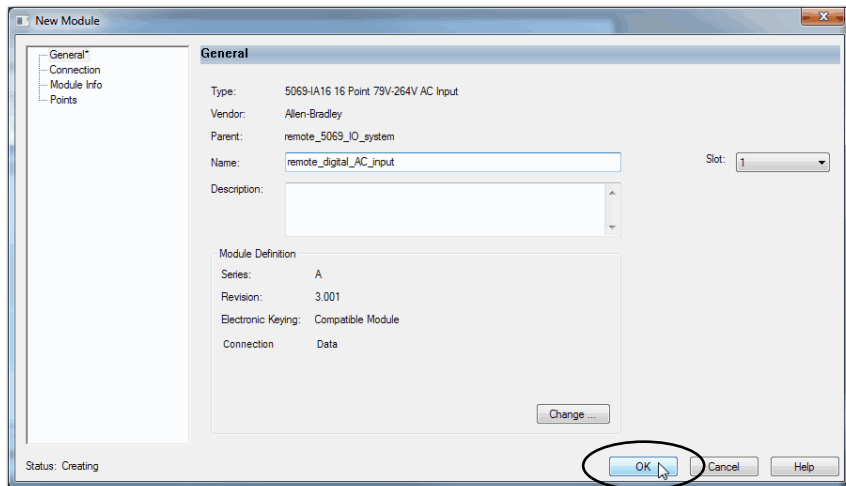 New Module
General*
Connection
Module Info
Points
General
Type: 5069-IA16 16 Point 79V-264V AC Input
Vendor: Allen-Bradley
Parent: remote_5069_IO_system
Name: remote_digital_AC_input
Slot: 1
Description:
Module Definition
Series: A
Revision: 3.001
Electronic Keying: Compatible Module
Connection Data
Change ...
Status: Creating
OK Cancel Help